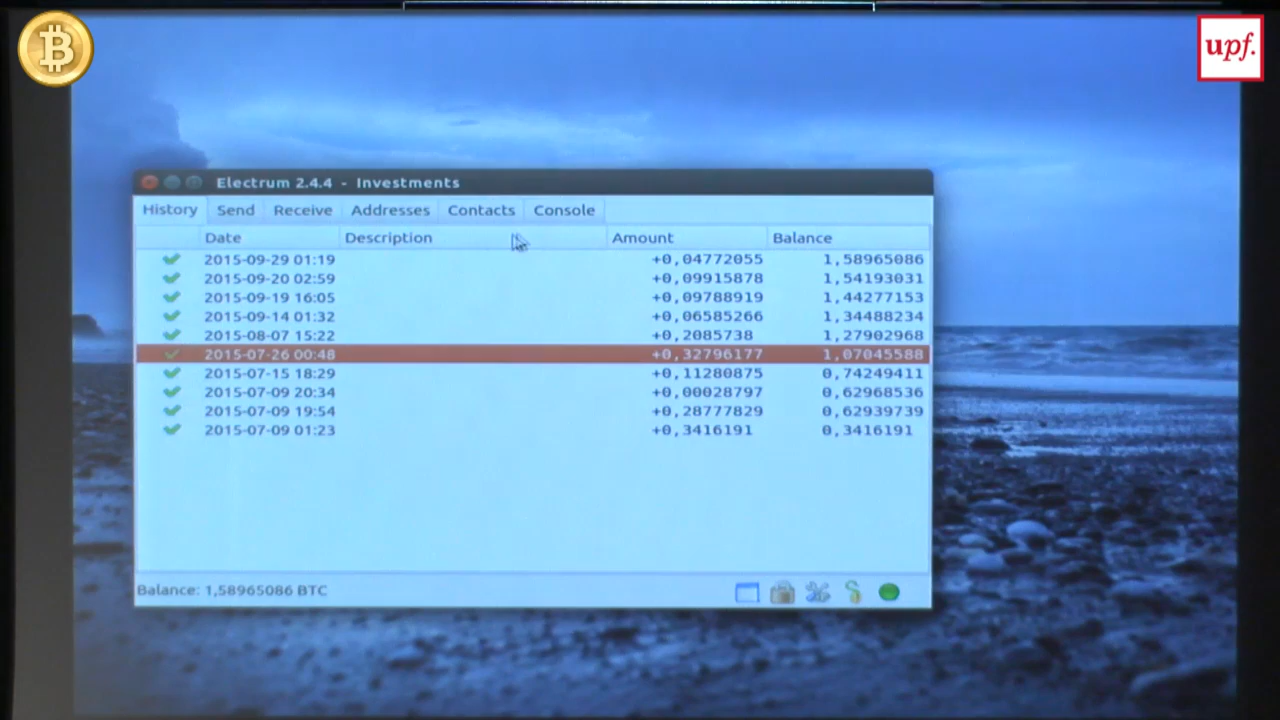 upf.
Electrum 2.4.4 - Investments
History Send Receive Addresses Contacts Console
Date Description Amount Balance
2015-09-29 01:19 +0,04772055 1,58965086
2015-09-20 02:59 +0,09915878 1,54193031
2015-09-19 16:05 +0,09788919 1,44277153
2015-09-14 01:32 +0,06585266 1,34488234
2015-08-07 15:22 +0,2085738 1,27902968
2015-07-26 00:48 +0,32796177 1,07045588
2015-07-15 18:29 +0,11280875 0,74249411
2015-07-09 20:34 +0,00028797 0,62968536
2015-07-09 19:54 +0,28777829 0,62939739
2015-07-09 01:23 +0,3416191 0,3416191
Balance: 1,58965086 BTC